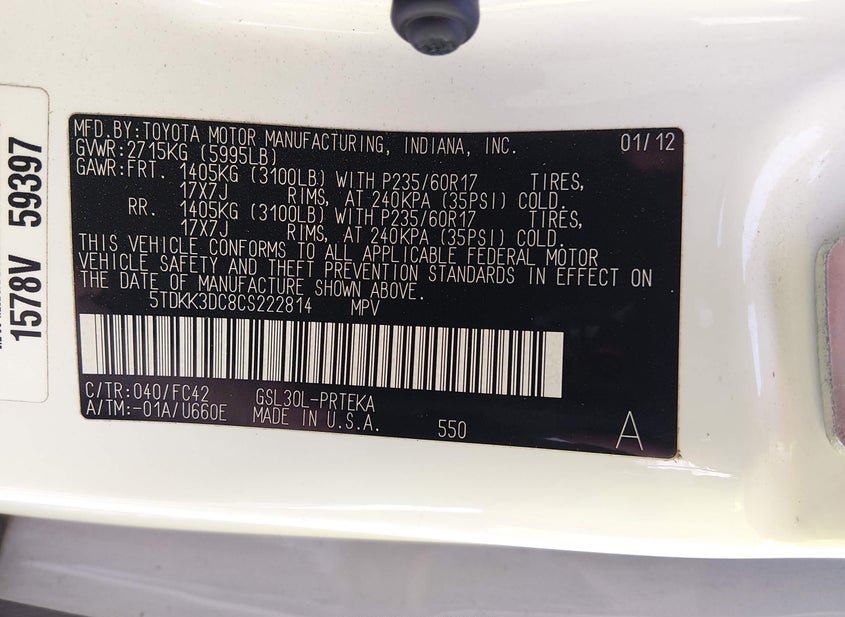 MFD.BY:TOYOTA MOTOR MANUFACTURING, INDIANA, INC. 01/12
GVWR:2715KG (5995LB)
GAWR:FRT. 1405KG (3100LB) WITH P235/60R17 TIRES,
17X7J RIMS, AT 240KPA (35PSI) COLD.
RR. 1405KG (3100LB) WITH P235/60R17 TIRES,
17X7J RIMS, AT 240KPA (35PSI) COLD.
THIS VEHICLE CONFORMS TO ALL APPLICABLE FEDERAL MOTOR
VEHICLE SAFETY AND THEFT PREVENTION STANDARDS IN EFFECT ON
THE DATE OF MANUFACTURE SHOWN ABOVE.
5TDKK3DC8CS222814 MPV
C/TR:040/FC42 GSL30L-PRTEKA
A/TM:-01A/U660E MADE IN U.S.A. 550 A
1578V 59397